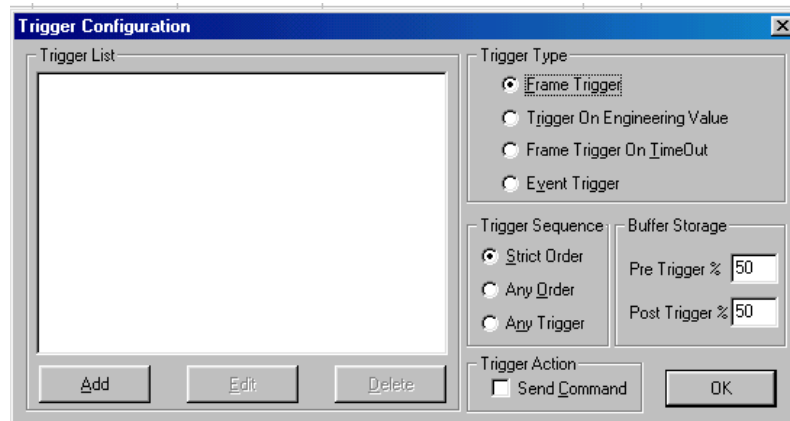 Trigger Configuration
Trigger List
Add
Edit
Delete
Trigger Type
Frame Trigger
Trigger On Engineering Value
Frame Trigger On TimeOut
Event Trigger
Trigger Sequence
Strict Order
Any Order
Any Trigger
Buffer Storage
Pre Trigger % 50
Post Trigger % 50
Trigger Action
Send Command
OK